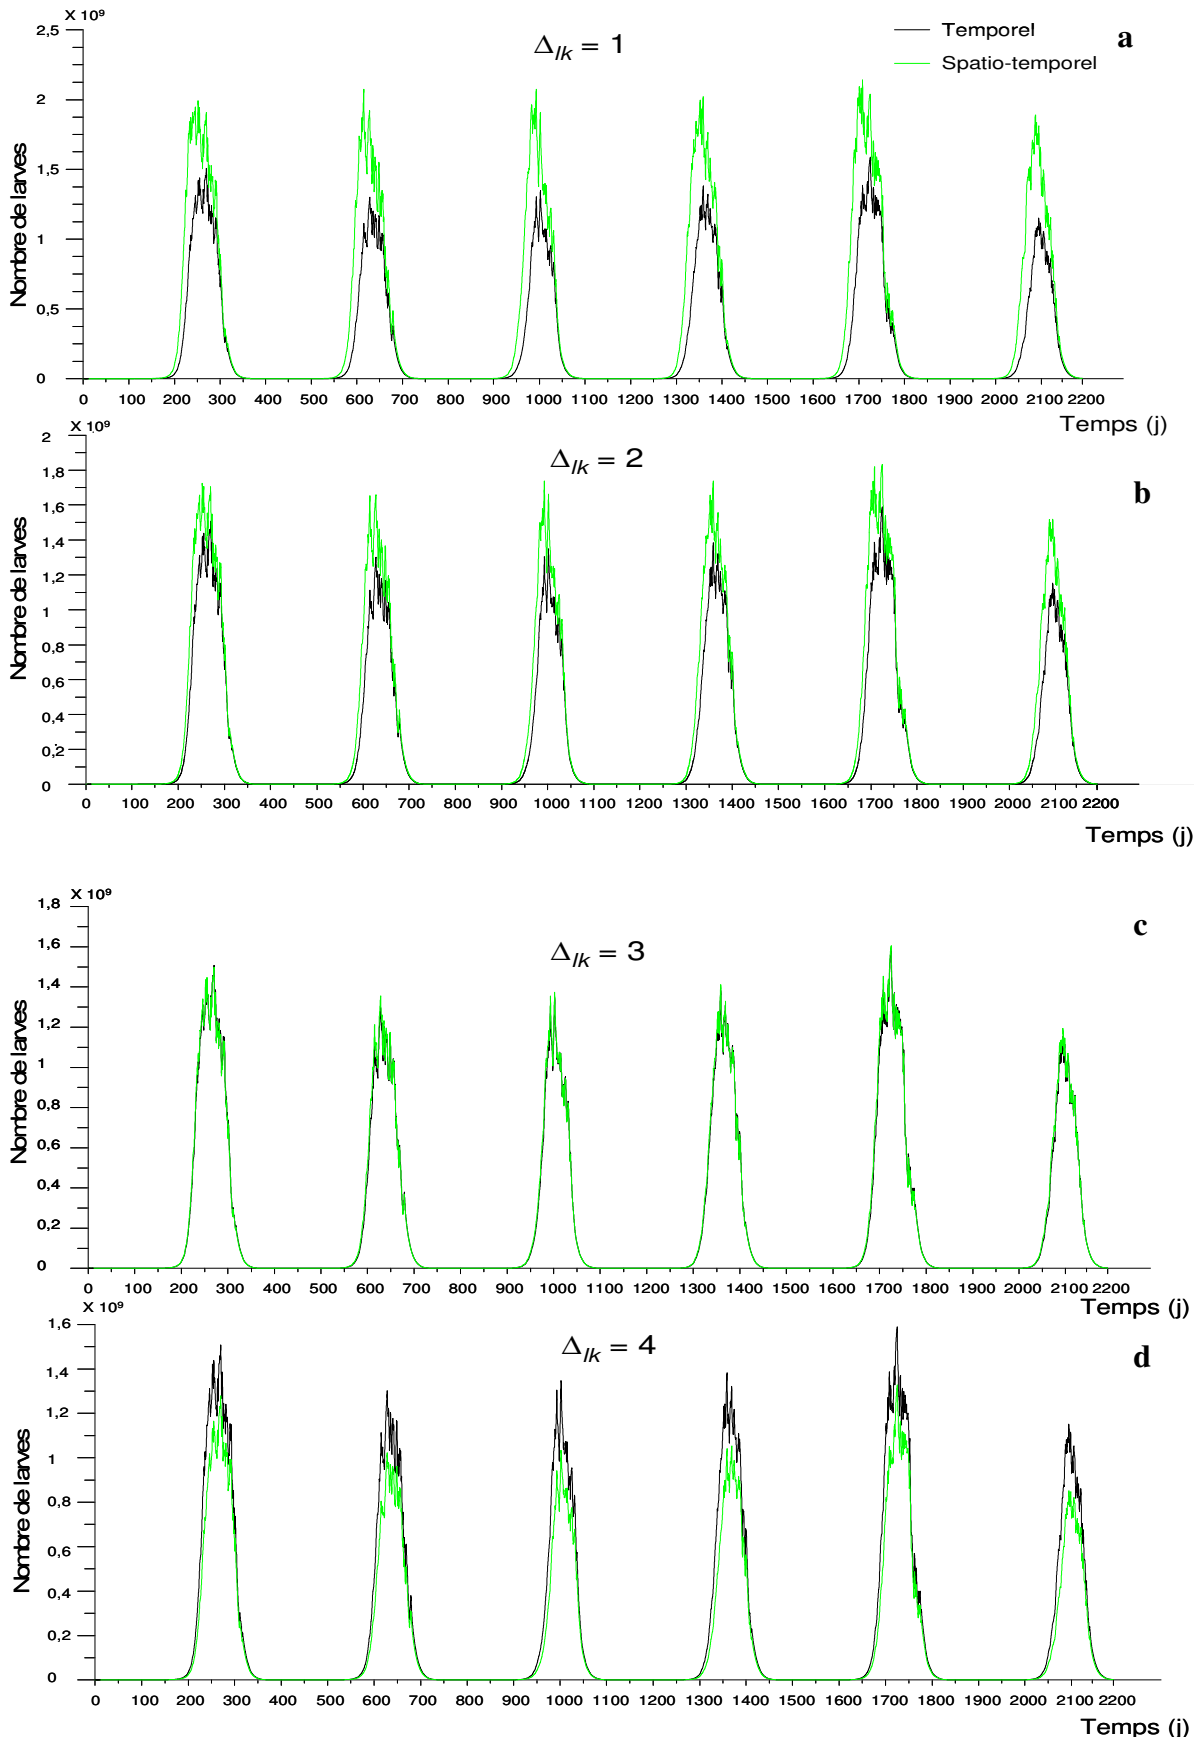 X 10⁹
Δlk = 1
Temporel
Spatio-temporel
a
Nombre de larves
2,5
2
1,5
1
0,5
0
0 100 200 300 400 500 600 700 800 900 1000 1100 1200 1300 1400 1500 1600 1700 1800 1900 2000 2100 2200
Temps (j)
X 10⁹
Δlk = 2
b
Nombre de larves
2
1,8
1,6
1,4
1,2
1
0,8
0,6
0,4
0,2
0
0 100 200 300 400 500 600 700 800 900 1000 1100 1200 1300 1400 1500 1600 1700 1800 1900 2000 2100 2200
Temps (j)
X 10⁹
Δlk = 3
c
Nombre de larves
1,8
1,6
1,4
1,2
1
0,8
0,6
0,4
0,2
0
0 100 200 300 400 500 600 700 800 900 1000 1100 1200 1300 1400 1500 1600 1700 1800 1900 2000 2100 2200
Temps (j)
X 10⁹
Δlk = 4
d
Nombre de larves
1,6
1,4
1,2
1
0,8
0,6
0,4
0,2
0
0 100 200 300 400 500 600 700 800 900 1000 1100 1200 1300 1400 1500 1600 1700 1800 1900 2000 2100 2200
Temps (j)